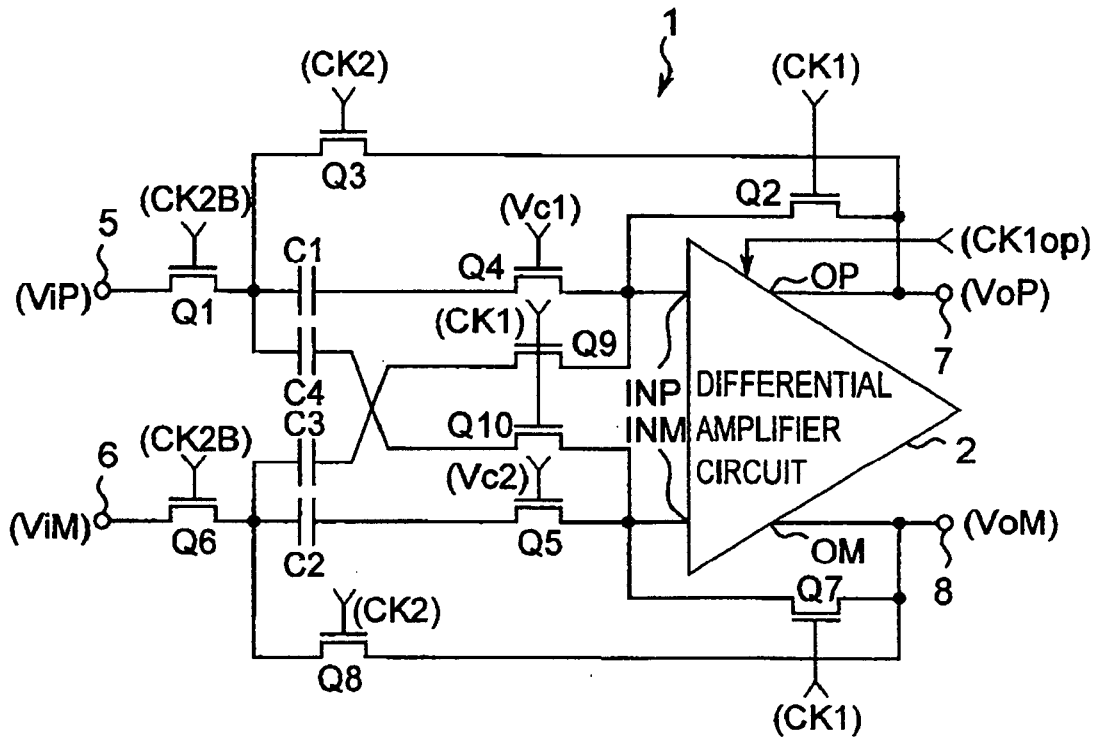 1
(CK2)
(CK1)
Q3
Q2
(CK2B)
(Vc1)
5
C1
Q4
(CK1op)
OP
(ViP)
(VoP)
Q1
(CK1)
Q9
7
C4
INP DIFFERENTIAL
C3
INM AMPLIFIER
Q10
CIRCUIT
2
(CK2B)
6
(Vc2)
(ViM)
(VoM)
Q6
C2
Q5
OM
8
Q7
(CK2)
Q8
(CK1)